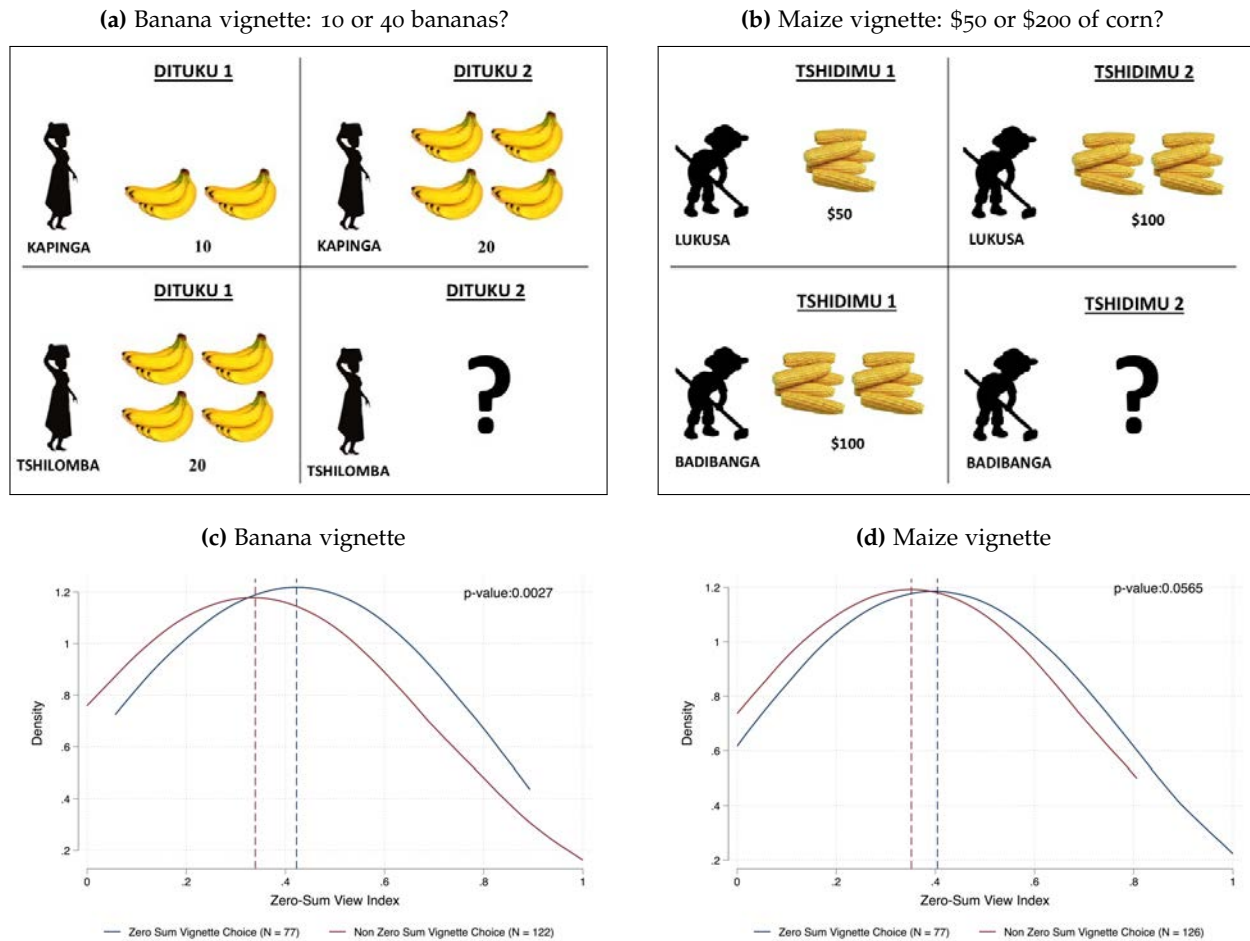 (a) Banana vignette: 10 or 40 bananas?
DITUKU 1
DITUKU 2
KAPINGA
10
KAPINGA
20
DITUKU 1
DITUKU 2
TSHILOMBA
20
?
TSHILOMBA
(b) Maize vignette: $50 or $200 of corn?
TSHIDIMU 1
TSHIDIMU 2
LUKUSA
$50
LUKUSA
$100
TSHIDIMU 1
TSHIDIMU 2
BADIBANGA
$100
?
BADIBANGA
(c) Banana vignette
p-value:0.0027
1.2
1
.8
.6
.4
.2
Density
0 .2 .4 .6 .8 1
Zero-Sum View Index
Zero Sum Vignette Choice (N = 77) Non Zero Sum Vignette Choice (N = 122)
(d) Maize vignette
p-value:0.0565
1.2
1
.8
.6
.4
.2
Density
0 .2 .4 .6 .8 1
Zero-Sum View Index
Zero Sum Vignette Choice (N = 77) Non Zero Sum Vignette Choice (N = 126)